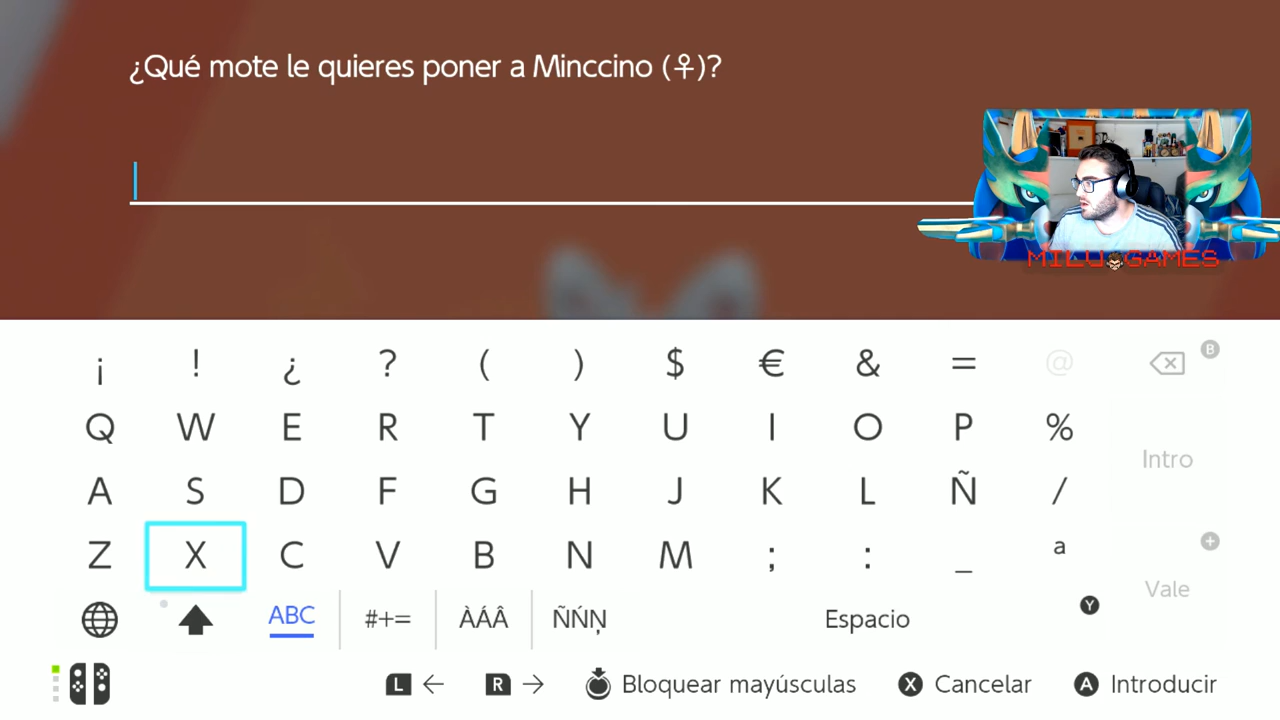 ¿Qué mote le quieres poner a Minccino (♀)?
MILU GAMES
¡ ! ¿ ? ( ) $ € & = @ B
Q W E R T Y U I O P %
Intro
A S D F G H J K L Ñ /
Z X C V B N M ; : _ ª +
Vale
ABC #+= ÀÁÂ ÑŃŅ Espacio Y
L ← R → Bloquear mayúsculas X Cancelar A Introducir